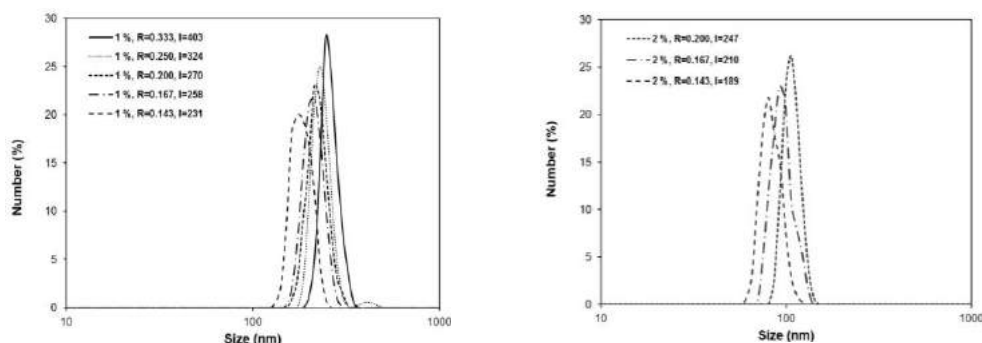 30
25
20
15
10
5
0
Number (%)
1 %, R=0.333, I=403
1 %, R=0.250, I=324
1 %, R=0.200, I=270
1 %, R=0.167, I=258
1 %, R=0.143, I=231
10
100
1000
Size (nm)
30
25
20
15
10
5
0
Number (%)
2 %, R=0.200, I=247
2 %, R=0.167, I=210
2 %, R=0.143, I=189
10
100
1000
Size (nm)